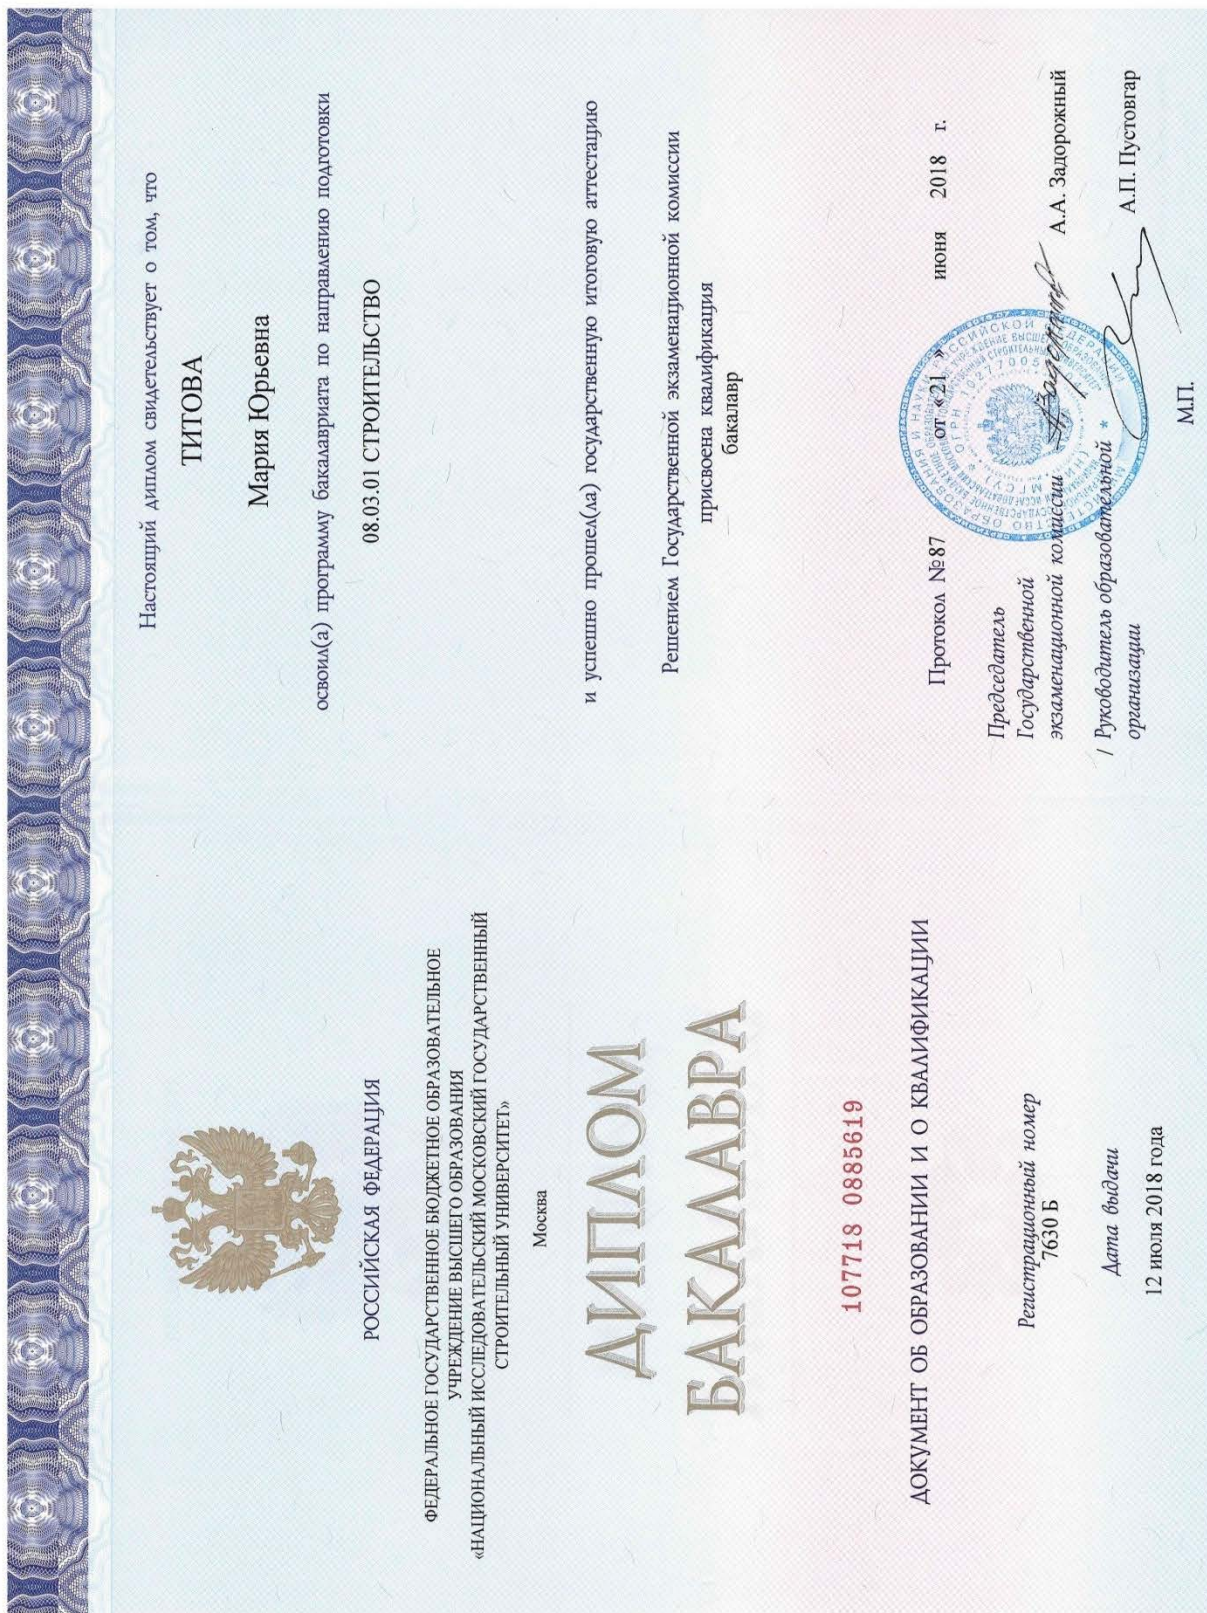 РОССИЙСКАЯ ФЕДЕРАЦИЯ
ФЕДЕРАЛЬНОЕ ГОСУДАРСТВЕННОЕ БЮДЖЕТНОЕ ОБРАЗОВАТЕЛЬНОЕ
УЧРЕЖДЕНИЕ ВЫСШЕГО ОБРАЗОВАНИЯ
«НАЦИОНАЛЬНЫЙ ИССЛЕДОВАТЕЛЬСКИЙ МОСКОВСКИЙ ГОСУДАРСТВЕННЫЙ
СТРОИТЕЛЬНЫЙ УНИВЕРСИТЕТ»
Москва
ДИПЛОМ
БАКАЛАВРА
107718 0885619
ДОКУМЕНТ ОБ ОБРАЗОВАНИИ И О КВАЛИФИКАЦИИ
Регистрационный номер
7630 Б
Дата выдачи
12 июля 2018 года
Настоящий диплом свидетельствует о том, что
ТИТОВА
Мария Юрьевна
освоил(а) программу бакалавриата по направлению подготовки
08.03.01 СТРОИТЕЛЬСТВО
и успешно прошел(ла) государственную итоговую аттестацию
Решением Государственной экзаменационной комиссии
присвоена квалификация
бакалавр
Протокол №87 от «21 » июня 2018 г.
Председатель
Государственной
экзаменационной комиссии А.А. Задорожный
/ Руководитель образовательной
организации А.П. Пустовгар
М.П.